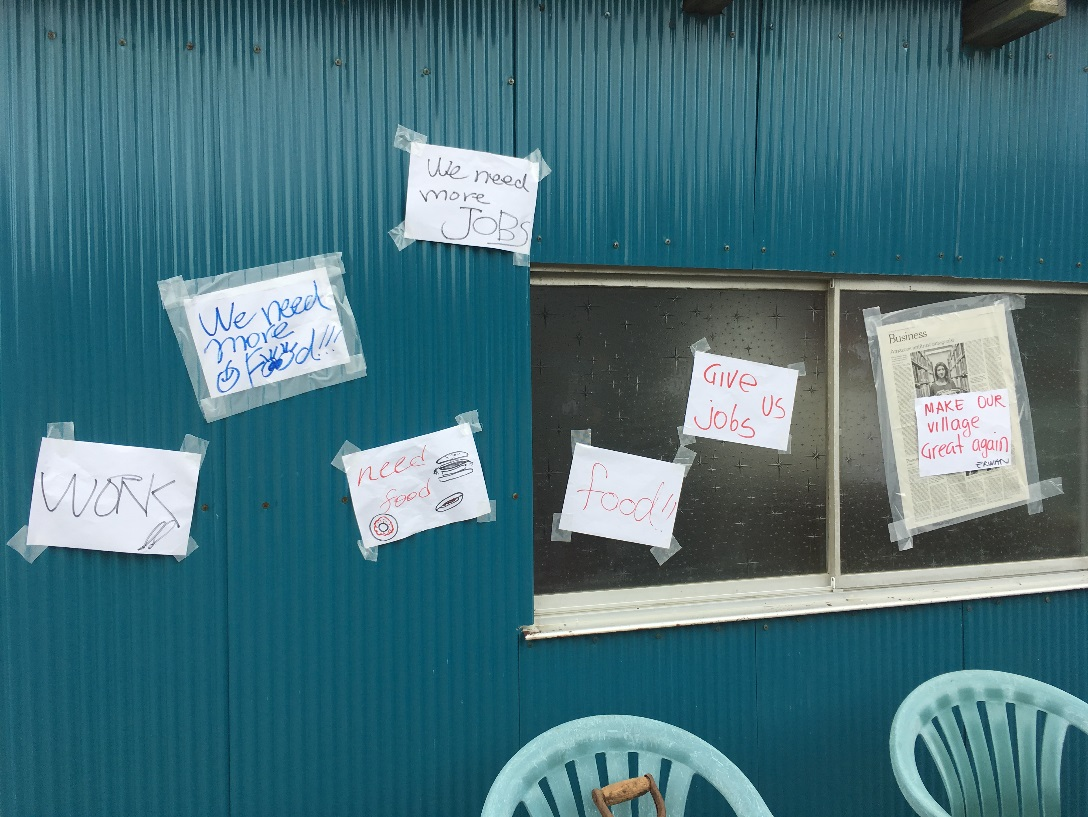 We need
more
JOBS
We need
more
Food!!!
WORK
need
food
food!!
Give us
jobs
Business
MAKE OUR
village
Great again
ERWAN